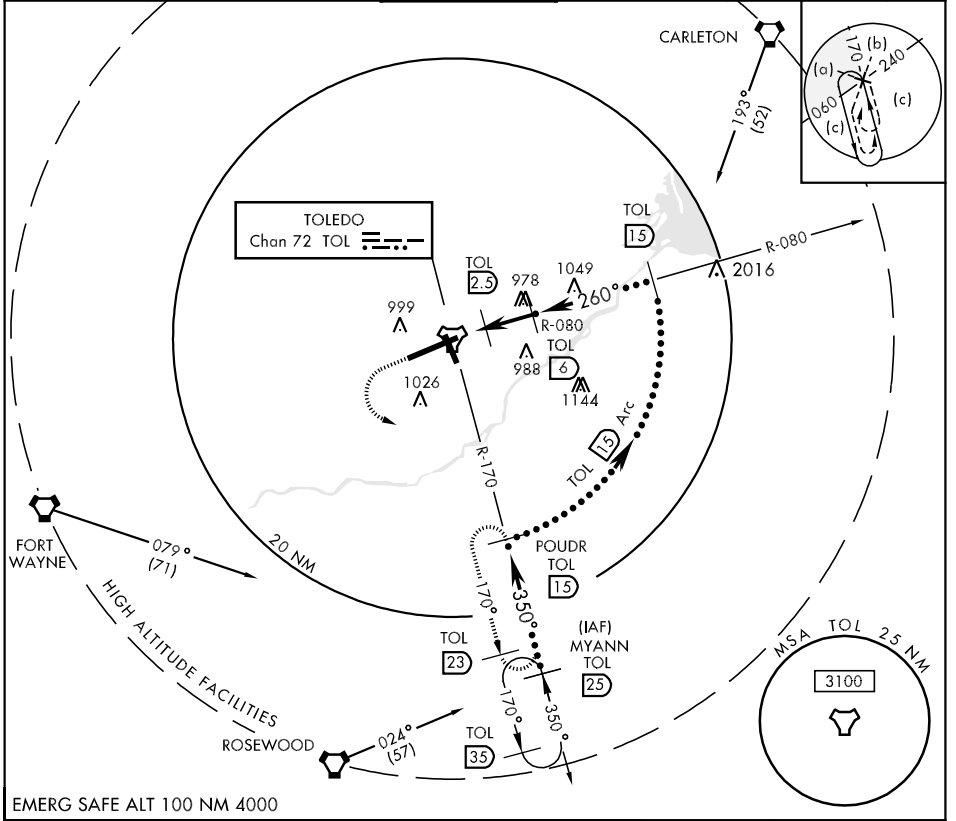 CARLETON
193°
(52)
170
(b)
240
(a)
(c)
060
(c)
TOLEDO
Chan 72 TOL
TOL
15
R-080
2016
TOL
2.5
978
1049
260°
R-080
999
TOL
6
988
1144
1026
TOL 15 Arc
R-170
FORT
WAYNE
079°
(71)
20 NM
POUDR
TOL
15
350°
170°
(IAF)
MYANN
TOL
25
TOL
23
170°
350°
TOL
35
HIGH ALTITUDE FACILITIES
ROSEWOOD
024°
(57)
MSA TOL 25 NM
3100
EMERG SAFE ALT 100 NM 4000